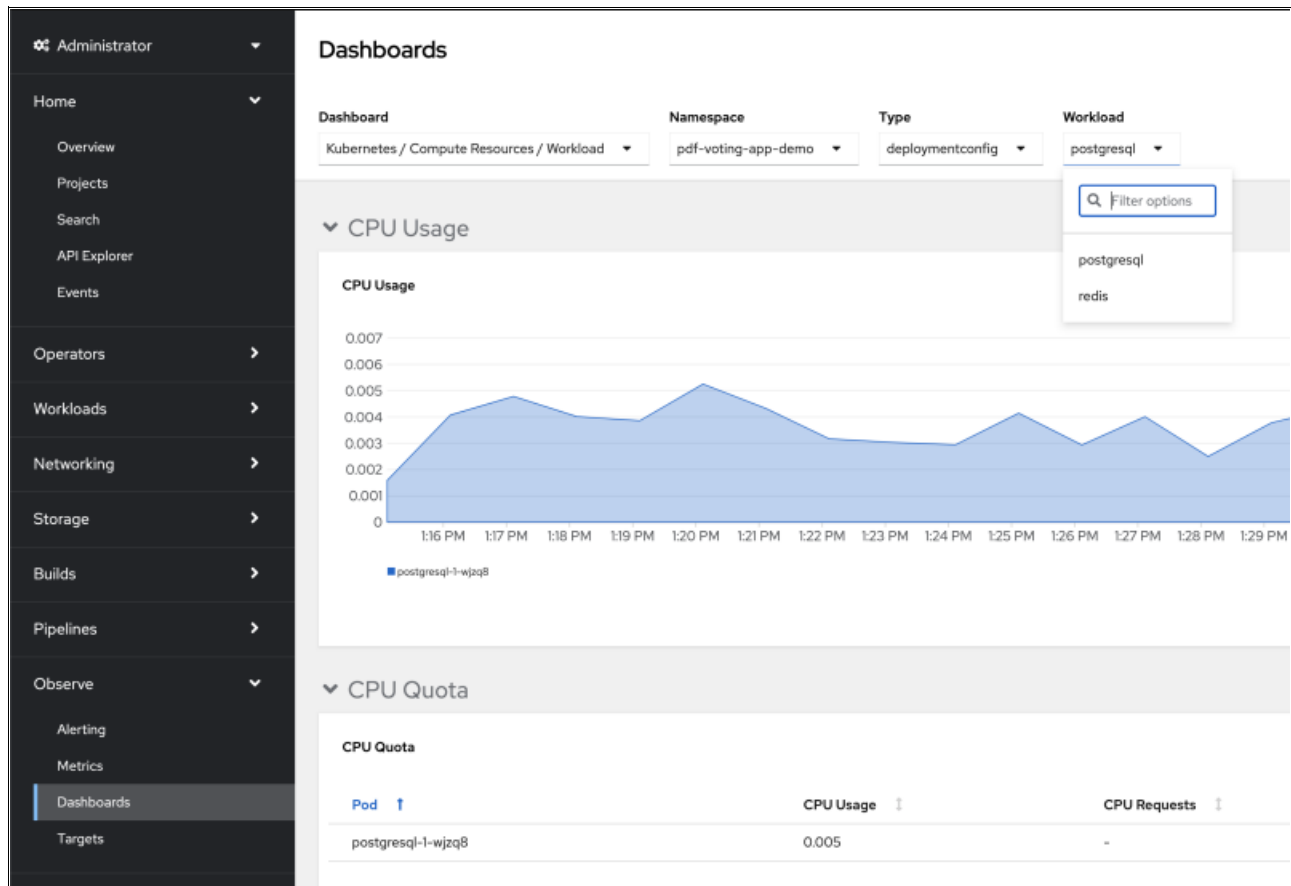 Administrator
Home
Overview
Projects
Search
API Explorer
Events
Operators
Workloads
Networking
Storage
Builds
Pipelines
Observe
Alerting
Metrics
Dashboards
Targets
Dashboards
Dashboard Namespace Type Workload
Kubernetes / Compute Resources / Workload pdf-voting-app-demo deploymentconfig postgresql
Filter options
postgresql
redis
CPU Usage
CPU Usage
0.007
0.006
0.005
0.004
0.003
0.002
0.001
0
1:16 PM 1:17 PM 1:18 PM 1:19 PM 1:20 PM 1:21 PM 1:22 PM 1:23 PM 1:24 PM 1:25 PM 1:26 PM 1:27 PM 1:28 PM 1:29 PM
postgresql-1-wjzq8
CPU Quota
CPU Quota
Pod CPU Usage CPU Requests
postgresql-1-wjzq8 0.005 -